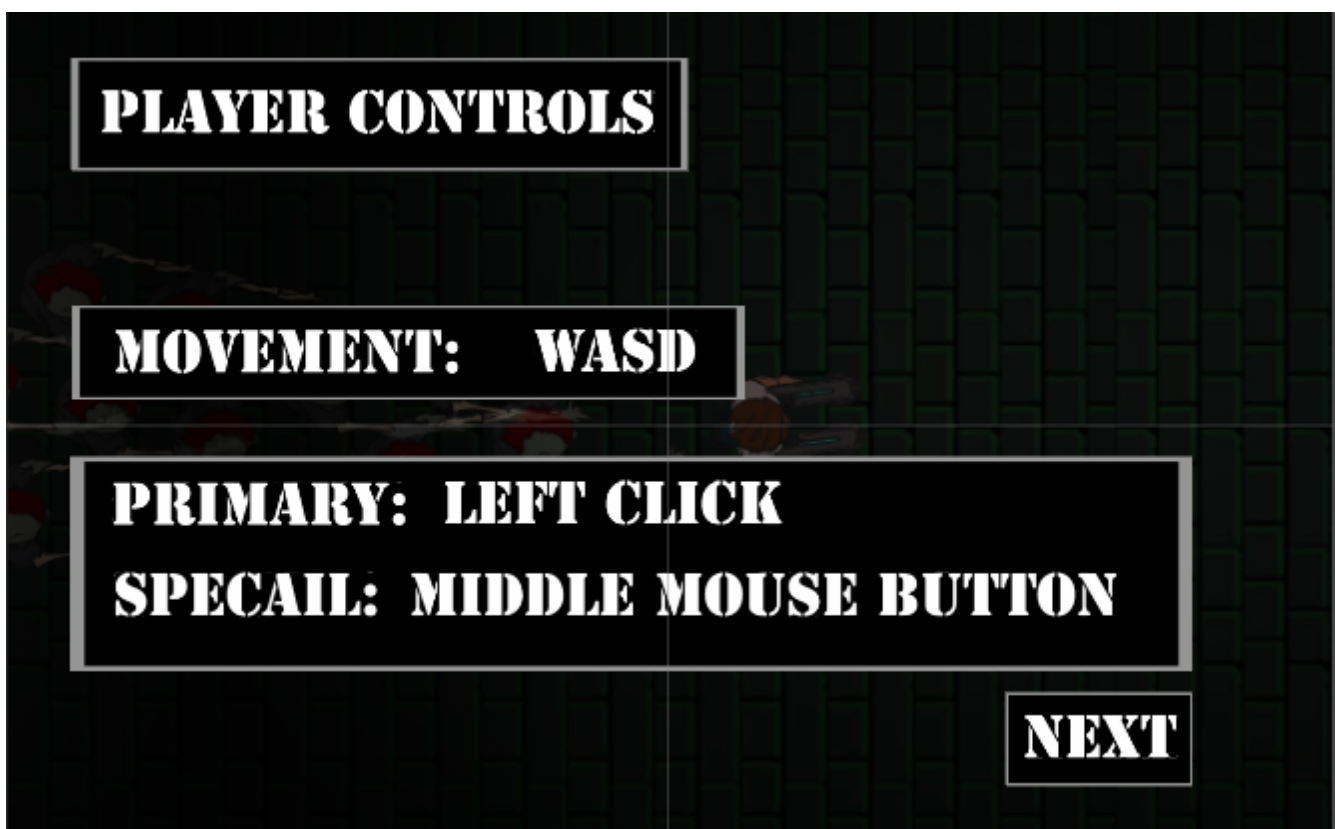 PLAYER CONTROLS
MOVEMENT: WASD
PRIMARY: LEFT CLICK
SPECAIL: MIDDLE MOUSE BUTTON
NEXT